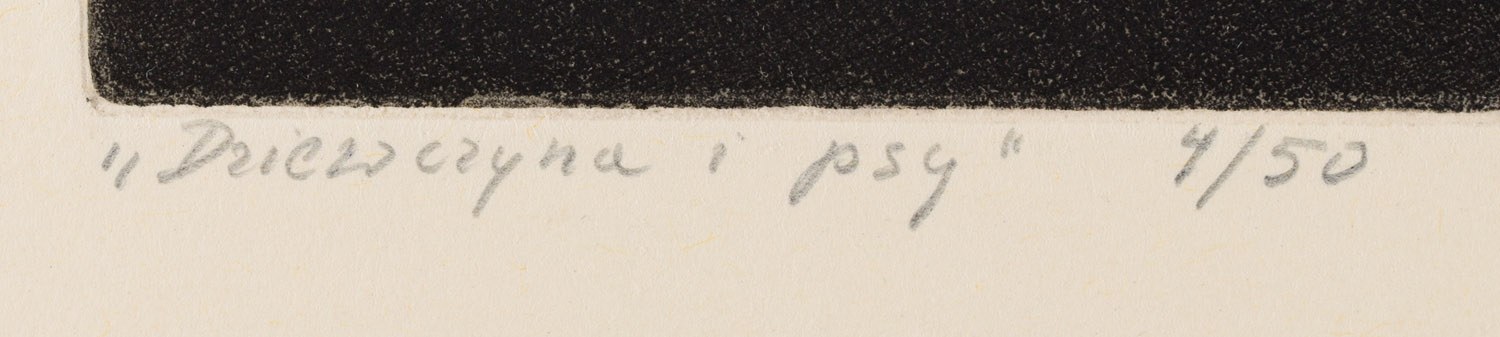 „Dziewczyna i psy" 4/50